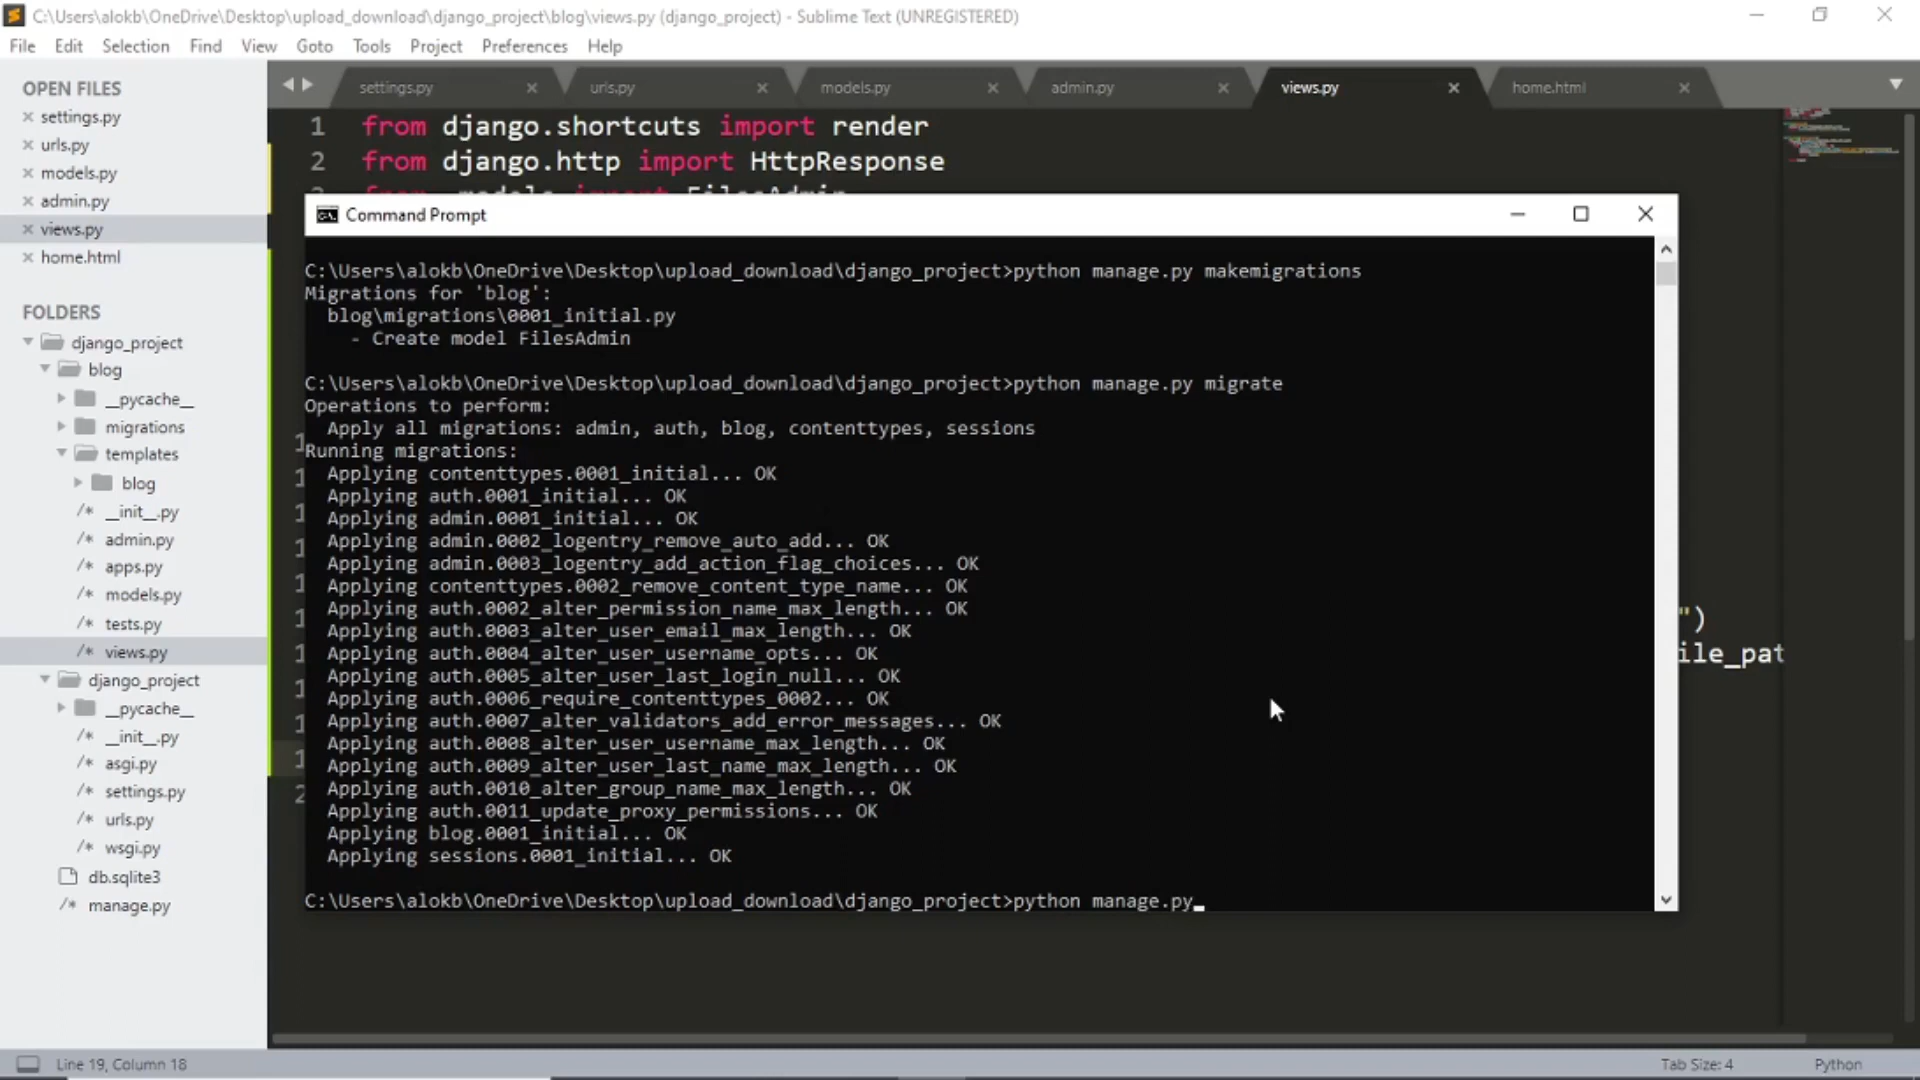 C:\Users\alokb\OneDrive\Desktop\upload_download\django_project\blog\views.py (django_project) - Sublime Text (UNREGISTERED)
File Edit Selection Find View Goto Tools Project Preferences Help
OPEN FILES
settings.py
urls.py
models.py
admin.py
views.py
home.html
FOLDERS
django_project
blog
__pycache__
migrations
templates
blog
__init__.py
admin.py
apps.py
models.py
tests.py
views.py
django_project
__pycache__
__init__.py
asgi.py
settings.py
urls.py
wsgi.py
db.sqlite3
manage.py
settings.py urls.py models.py admin.py views.py home.html
1 from django.shortcuts import render
2 from django.http import HttpResponse
Command Prompt
C:\Users\alokb\OneDrive\Desktop\upload_download\django_project>python manage.py makemigrations
Migrations for 'blog':
blog\migrations\0001_initial.py
- Create model FilesAdmin
C:\Users\alokb\OneDrive\Desktop\upload_download\django_project>python manage.py migrate
Operations to perform:
Apply all migrations: admin, auth, blog, contenttypes, sessions
Running migrations:
Applying contenttypes.0001_initial... OK
Applying auth.0001_initial... OK
Applying admin.0001_initial... OK
Applying admin.0002_logentry_remove_auto_add... OK
Applying admin.0003_logentry_add_action_flag_choices... OK
Applying contenttypes.0002_remove_content_type_name... OK
Applying auth.0002_alter_permission_name_max_length... OK
Applying auth.0003_alter_user_email_max_length... OK
Applying auth.0004_alter_user_username_opts... OK
Applying auth.0005_alter_user_last_login_null... OK
Applying auth.0006_require_contenttypes_0002... OK
Applying auth.0007_alter_validators_add_error_messages... OK
Applying auth.0008_alter_user_username_max_length... OK
Applying auth.0009_alter_user_last_name_max_length... OK
Applying auth.0010_alter_group_name_max_length... OK
Applying auth.0011_update_proxy_permissions... OK
Applying blog.0001_initial... OK
Applying sessions.0001_initial... OK
C:\Users\alokb\OneDrive\Desktop\upload_download\django_project>python manage.py
")
ile_pat
Line 19, Column 18
Tab Size: 4 Python